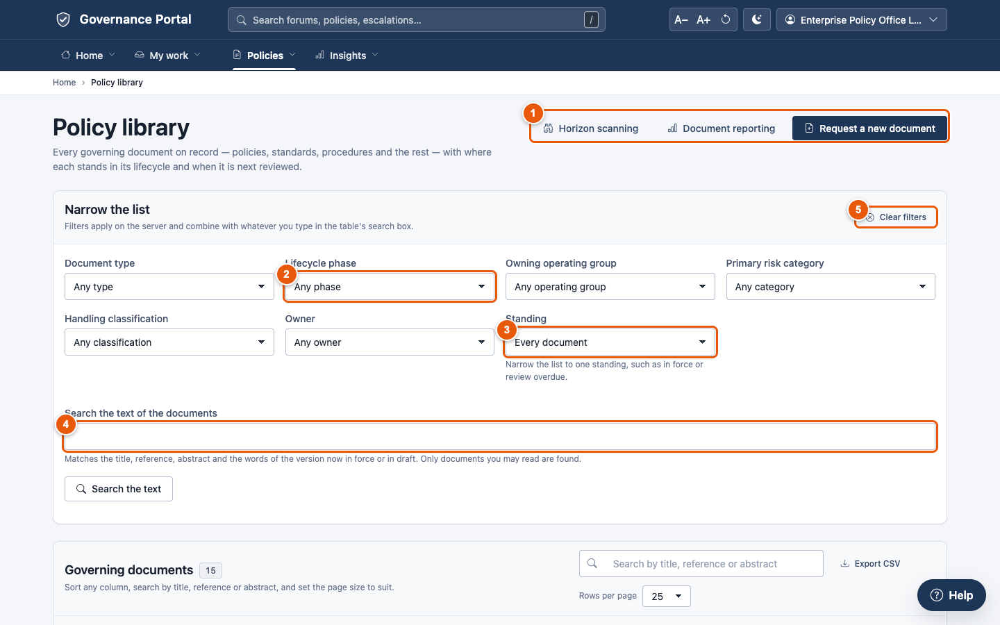 Governance Portal
Search forums, policies, escalations...
/
A− A+
Enterprise Policy Office L...
Home
My work
Policies
Insights
Home › Policy library
Policy library
Every governing document on record — policies, standards, procedures and the rest — with where
each stands in its lifecycle and when it is next reviewed.
1
Horizon scanning
Document reporting
Request a new document
Narrow the list
Filters apply on the server and combine with whatever you type in the table's search box.
5
Clear filters
Document type
Any type
Lifecycle phase
2
Any phase
Owning operating group
Any operating group
Primary risk category
Any category
Handling classification
Any classification
Owner
Any owner
Standing
3
Every document
Narrow the list to one standing, such as in force or
review overdue.
Search the text of the documents
4
Matches the title, reference, abstract and the words of the version now in force or in draft. Only documents you may read are found.
Search the text
Governing documents 15
Sort any column, search by title, reference or abstract, and set the page size to suit.
Search by title, reference or abstract
Export CSV
Rows per page 25
Help